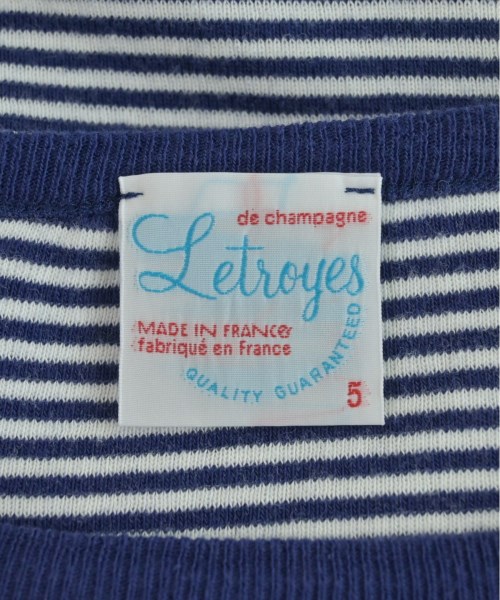 de champagne
Letroyes
MADE IN FRANCE
fabriqué en France
QUALITY GUARANTEED
5